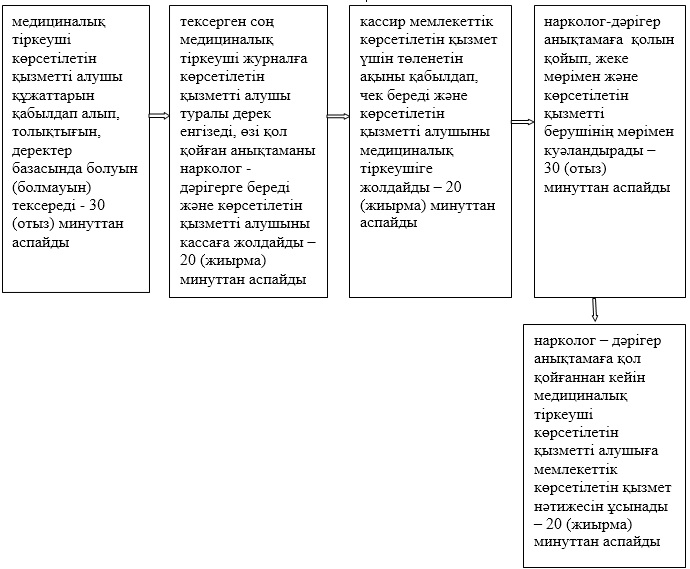 медициналық
тіркеуші
көрсетілетін
қызметті алушы
құжаттарын
қабылдап алып,
толықтығын,
деректер
базасында болуын
(болмауын)
тексереді - 30
(отыз) минуттан
аспайды
тексерген соң
медициналық
тіркеуші журналға
көрсетілетін
қызметті алушы
туралы дерек
енгізеді, өзі қол
қойған анықтаманы
нарколог -
дәрігерге береді
және көрсетілетін
қызметті алушыны
кассаға жолдайды –
20 (жиырма)
минуттан аспайды
кассир мемлекеттік
көрсетілетін қызмет
үшін төленетін
ақыны қабылдап,
чек береді және
көрсетілетін
қызметті алушыны
медициналық
тіркеушіге
жолдайды – 20
(жиырма) минуттан
аспайды
нарколог-дәрігер
анықтамаға қолын
қойып, жеке
мөрімен және
көрсетілетін
қызметті
берушінің мөрімен
куәландырады –
30 (отыз)
минуттан аспайды
нарколог – дәрігер
анықтамаға қол
қойғаннан кейін
медициналық
тіркеуші
көрсетілетін
қызметті алушыға
мемлекеттік
көрсетілетін қызмет
нәтижесін ұсынады
– 20 (жиырма)
минуттан аспайды